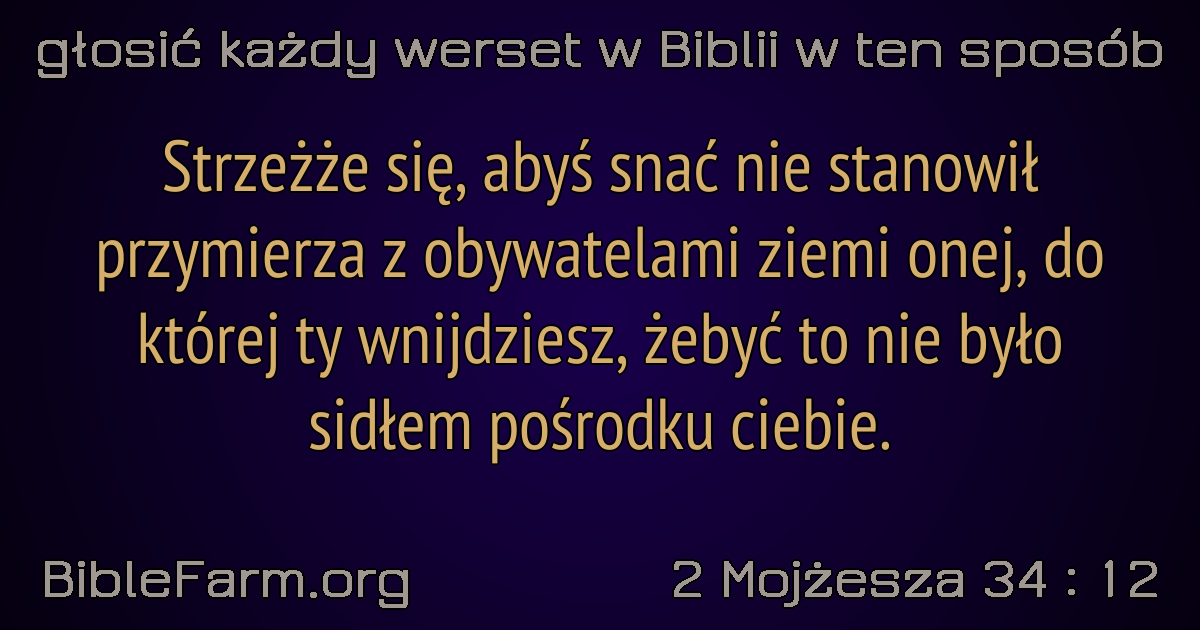 głosić każdy werset w Biblii w ten sposób
Strzeżże się, abyś snać nie stanowił
przymierza z obywatelami ziemi onej, do
której ty wnijdziesz, żebyć to nie było
sidłem pośrodku ciebie.
BibleFarm.org
2 Mojżesza 34 : 12